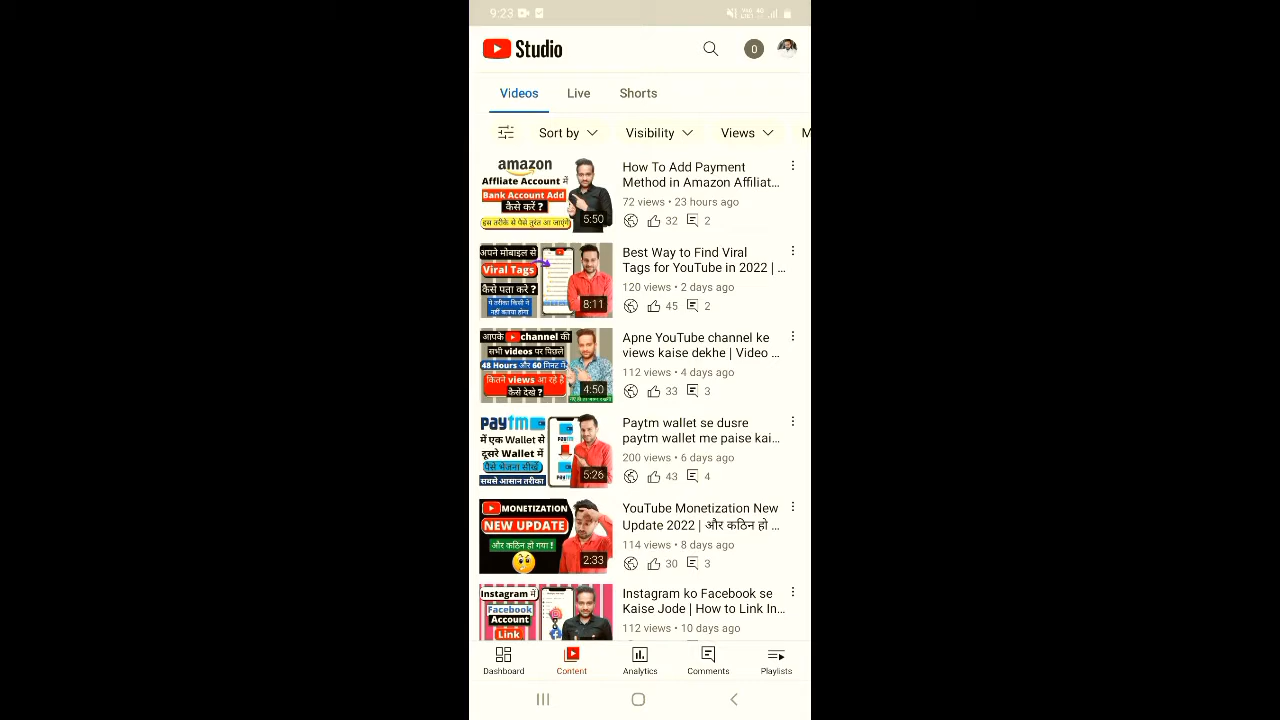 9:23
Studio
0
Videos Live Shorts
Sort by Visibility Views M
amazon
Affliate Account में
Bank Account Add
कैसे करें ?
इस तरीके से पैसे तुरंत आ जाएंगे
5:50
How To Add Payment
Method in Amazon Affiliat...
72 views • 23 hours ago
32 2
अपने मोबाइल से
Viral Tags
कैसे पता करे ?
ये तरीका किसी ने
नहीं बताया होगा
8:11
Best Way to Find Viral
Tags for YouTube in 2022 | ...
120 views • 2 days ago
45 2
आपके channel की
सभी videos पर पिछले
48 Hours और 60 मिनट में
कितने views आ रहे है
कैसे देखे ?
4:50
Apne YouTube channel ke
views kaise dekhe | Video ...
112 views • 4 days ago
33 3
Paytm
में एक Wallet से
दूसरे Wallet में
पैसे भेजना सीखें
सबसे आसान तरीका
5:26
Paytm wallet se dusre
paytm wallet me paise kai...
200 views • 6 days ago
43 4
MONETIZATION
NEW UPDATE
और कठिन हो गया !
2:33
YouTube Monetization New
Update 2022 | और कठिन हो ...
114 views • 8 days ago
30 3
Instagram में
Facebook
Account
Link
Instagram ko Facebook se
Kaise Jode | How to Link In...
112 views • 10 days ago
Dashboard Content Analytics Comments Playlists